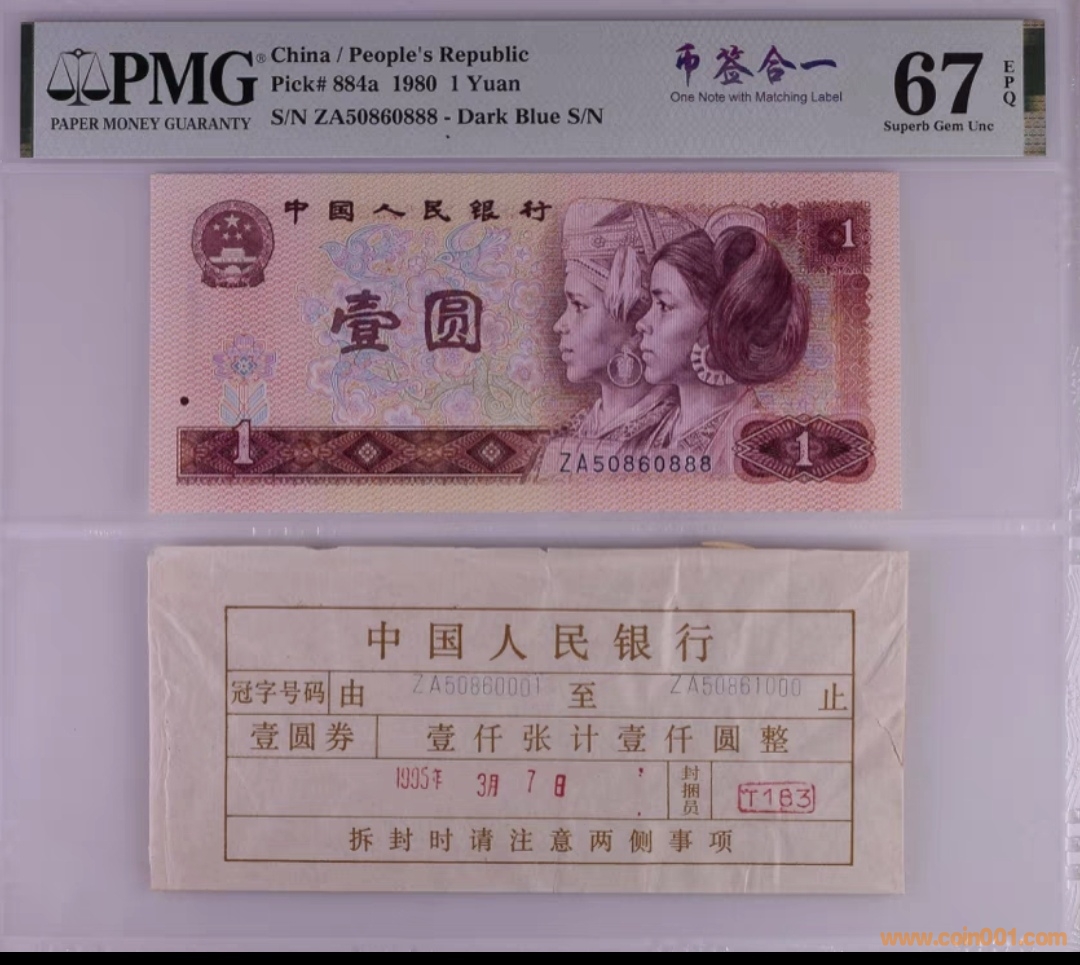 PMG®
PAPER MONEY GUARANTY
China / People's Republic
Pick# 884a 1980 1 Yuan
S/N ZA50860888 - Dark Blue S/N
币签合一
One Note with Matching Label
67
EPQ
Superb Gem Unc
中国人民银行
1
壹圆
1
ZA50860888
1
中国人民银行
冠字号码 由 ZA50860001 至 ZA50861000 止
壹圆券 壹仟张计壹仟圆整
1995年 3月 7日 封捆员 T183
拆封时请注意两侧事项
www.coin001.com